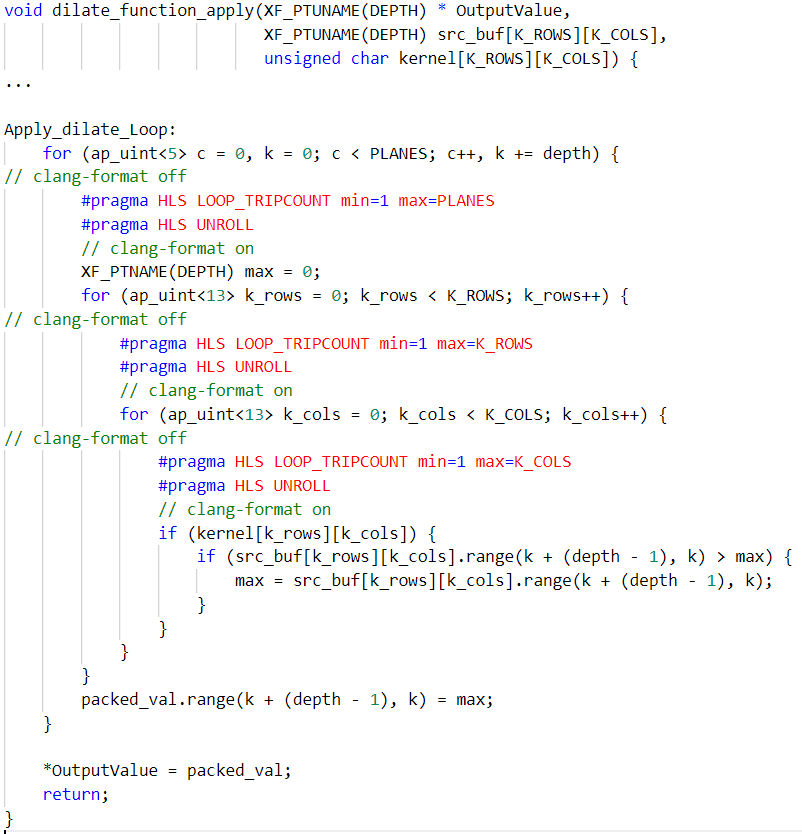 void dilate_function_apply(XF_PTUNAME(DEPTH) * OutputValue,
                           XF_PTUNAME(DEPTH) src_buf[K_ROWS][K_COLS],
                           unsigned char kernel[K_ROWS][K_COLS]) {
...

Apply_dilate_Loop:
    for (ap_uint<5> c = 0, k = 0; c < PLANES; c++, k += depth) {
// clang-format off
        #pragma HLS LOOP_TRIPCOUNT min=1 max=PLANES
        #pragma HLS UNROLL
        // clang-format on
        XF_PTNAME(DEPTH) max = 0;
        for (ap_uint<13> k_rows = 0; k_rows < K_ROWS; k_rows++) {
// clang-format off
            #pragma HLS LOOP_TRIPCOUNT min=1 max=K_ROWS
            #pragma HLS UNROLL
            // clang-format on
            for (ap_uint<13> k_cols = 0; k_cols < K_COLS; k_cols++) {
// clang-format off
                #pragma HLS LOOP_TRIPCOUNT min=1 max=K_COLS
                #pragma HLS UNROLL
                // clang-format on
                if (kernel[k_rows][k_cols]) {
                    if (src_buf[k_rows][k_cols].range(k + (depth - 1), k) > max) {
                        max = src_buf[k_rows][k_cols].range(k + (depth - 1), k);
                    }
                }
            }
        }
        packed_val.range(k + (depth - 1), k) = max;
    }

    *OutputValue = packed_val;
    return;
}